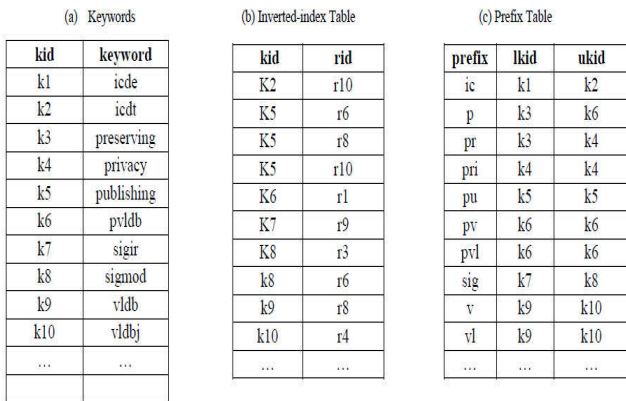 (a) Keywords
kid keyword
k1 icde
k2 icdt
k3 preserving
k4 privacy
k5 publishing
k6 pvldb
k7 sigir
k8 sigmod
k9 vldb
k10 vldbj
... ...
(b) Inverted-index Table
kid rid
K2 r10
K5 r6
K5 r8
K5 r10
K6 r1
K7 r9
K8 r3
k8 r6
k9 r8
k10 r4
... ...
(c) Prefix Table
prefix lkid ukid
ic k1 k2
p k3 k6
pr k3 k4
pri k4 k4
pu k5 k5
pv k6 k6
pvl k6 k6
sig k7 k8
v k9 k10
vl k9 k10
... ... ...